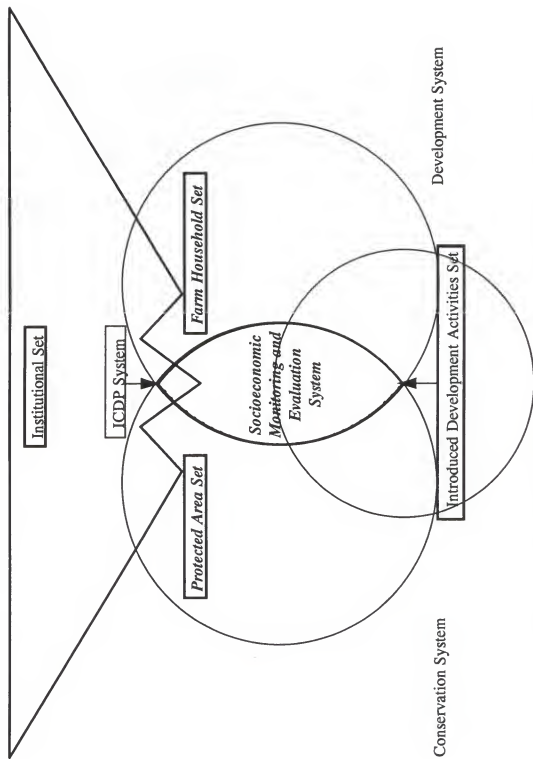 Institutional Set
ICDP System
Protected Area Set
Farm Household Set
Socioeconomic
Monitoring and
Evaluation
System
Introduced Development Activities Set
Conservation System
Development System